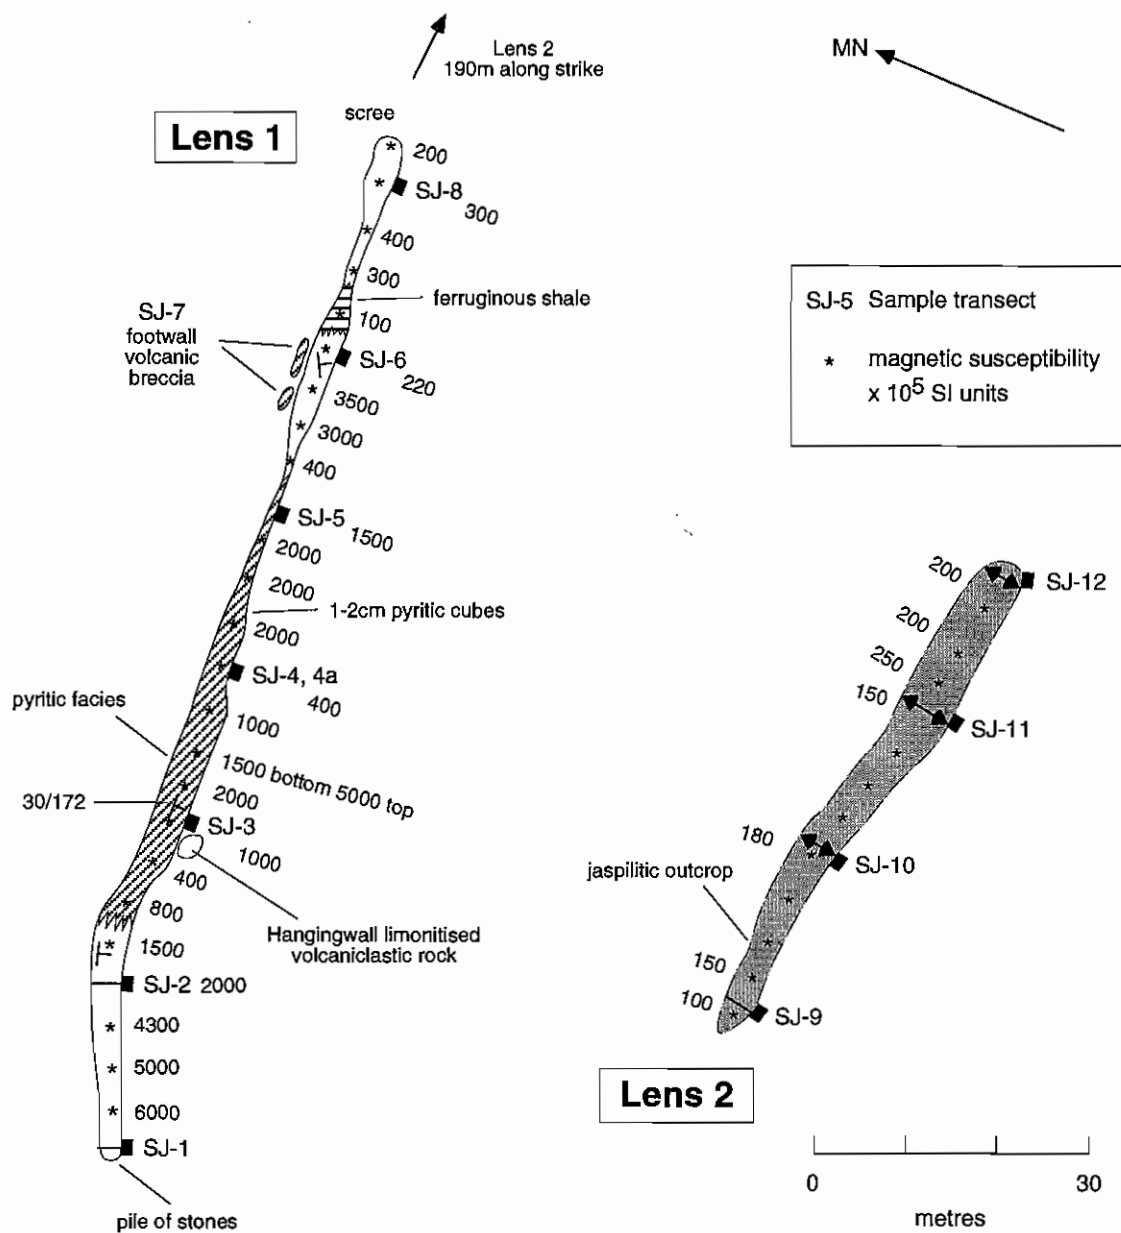 Lens 2
190m along strike
MN
scree
Lens 1
200
SJ-8
300
400
300
ferruginous shale
100
SJ-7
footwall
volcanic
breccia
SJ-6
220
3500
3000
400
SJ-5
1500
2000
2000
1-2cm pyritic cubes
2000
SJ-4, 4a
400
pyritic facies
1000
1500 bottom 5000 top
30/172
2000
SJ-3
1000
400
800
Hangingwall limonitised
volcaniclastic rock
1500
SJ-2 2000
4300
5000
6000
SJ-1
pile of stones
SJ-5 Sample transect
* magnetic susceptibility
x 10⁵ SI units
200
SJ-12
200
250
150
SJ-11
180
SJ-10
jaspilitic outcrop
150
100
SJ-9
Lens 2
0 30
metres